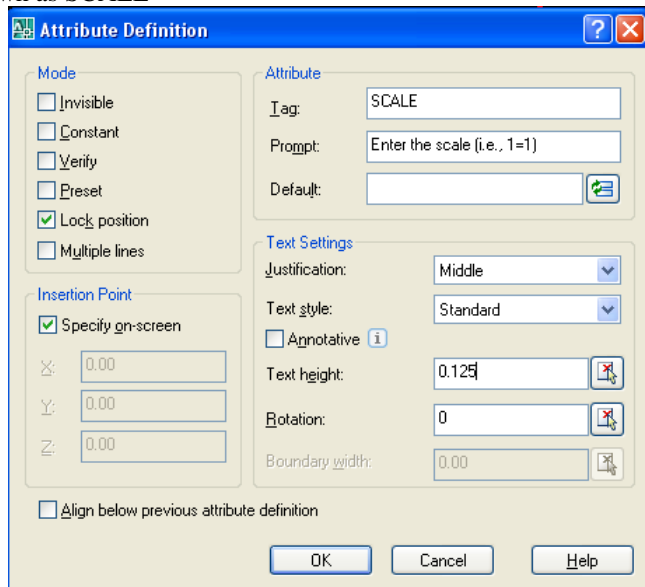 as SCALE
Attribute Definition
Mode
Invisible
Constant
Verify
Preset
Lock position
Multiple lines
Insertion Point
Specify on-screen
X: 0.00
Y: 0.00
Z: 0.00
Attribute
Tag: SCALE
Prompt: Enter the scale (i.e., 1=1)
Default:
Text Settings
Justification: Middle
Text style: Standard
Annotative i
Text height: 0.125
Rotation: 0
Boundary width: 0.00
Align below previous attribute definition
OK Cancel Help